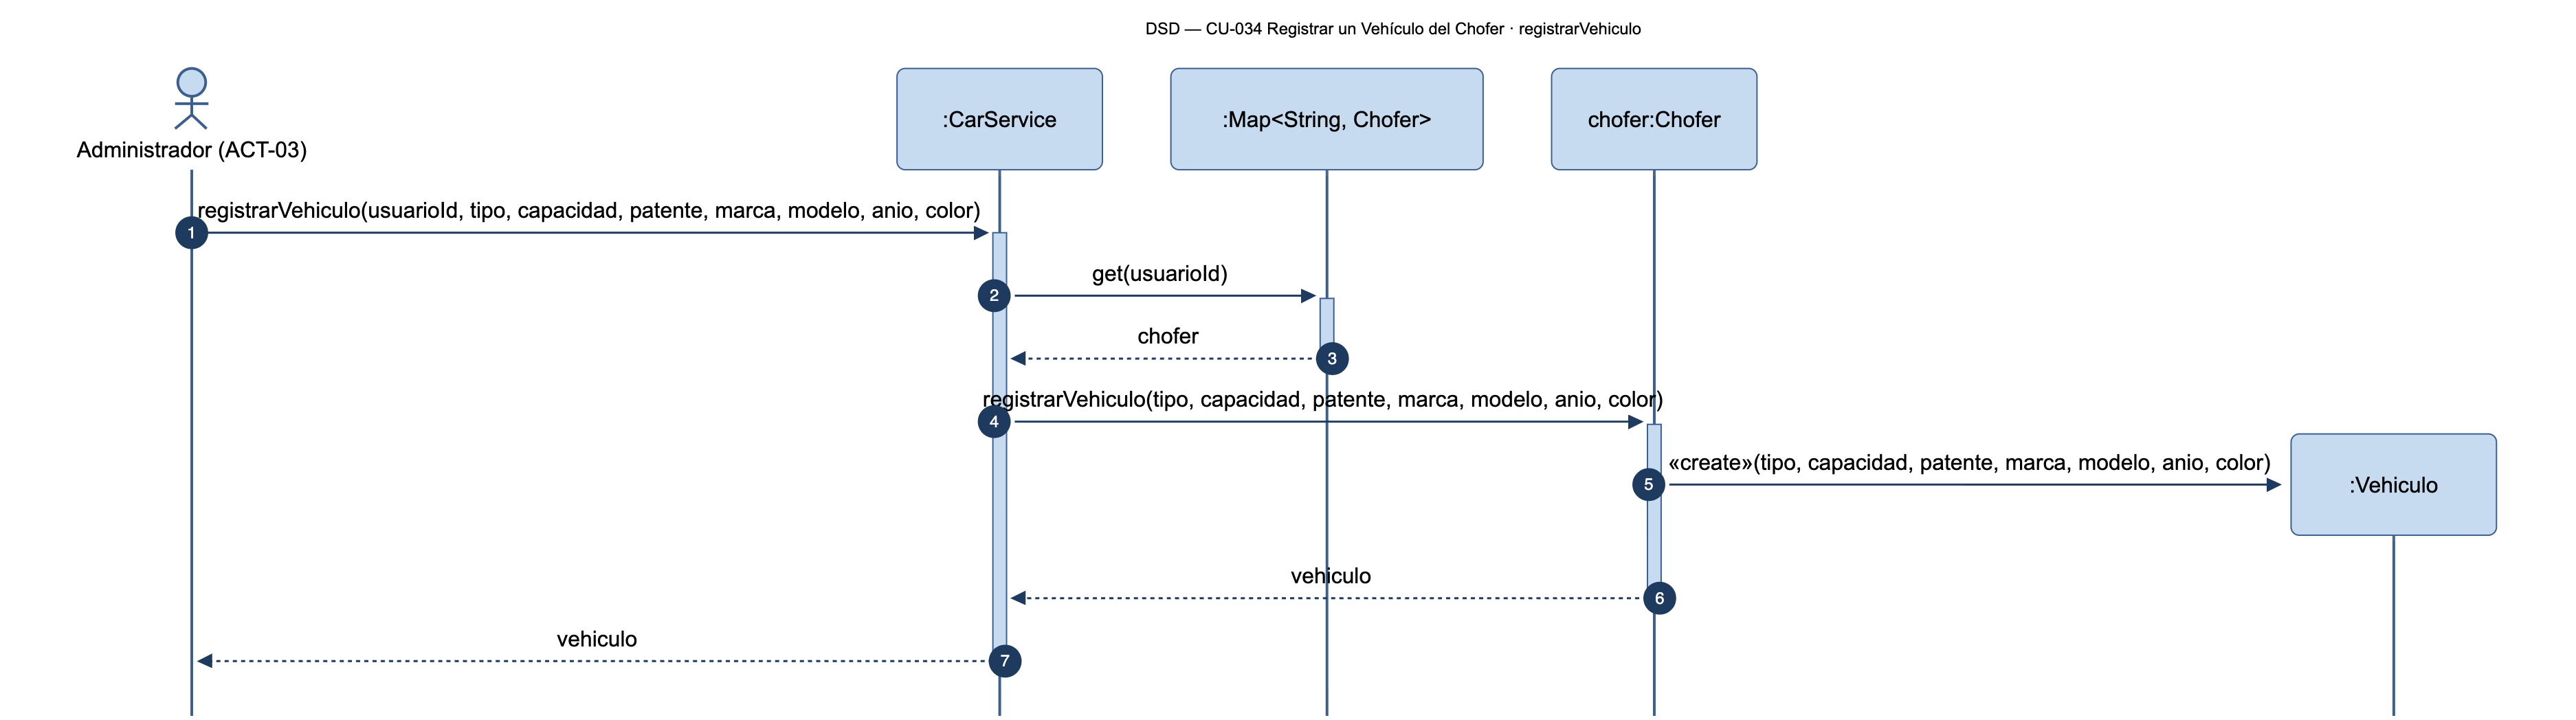 DSD — CU-034 Registrar un Vehículo del Chofer · registrarVehiculo
Administrador (ACT-03)
:CarService
:Map<String, Chofer>
chofer:Chofer
registrarVehiculo(usuarioId, tipo, capacidad, patente, marca, modelo, anio, color)
1
get(usuarioId)
2
chofer
3
registrarVehiculo(tipo, capacidad, patente, marca, modelo, anio, color)
4
«create»(tipo, capacidad, patente, marca, modelo, anio, color)
5
:Vehiculo
vehiculo
6
vehiculo
7